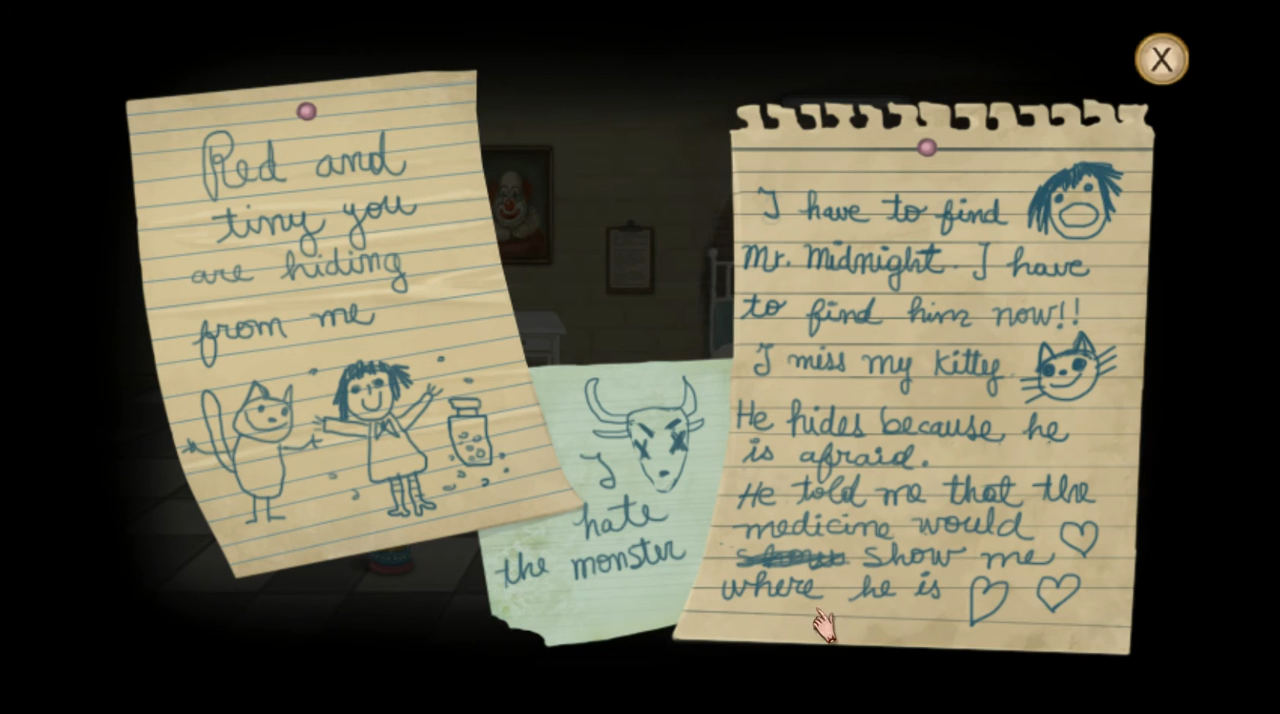 Red and
tiny you
are hiding
from me
I
hate
the monster
I have to find
Mr. Midnight. I have
to find him now!!
I miss my kitty
He hides because he
is afraid.
He told me that the
medicine would
show me
where he is
X